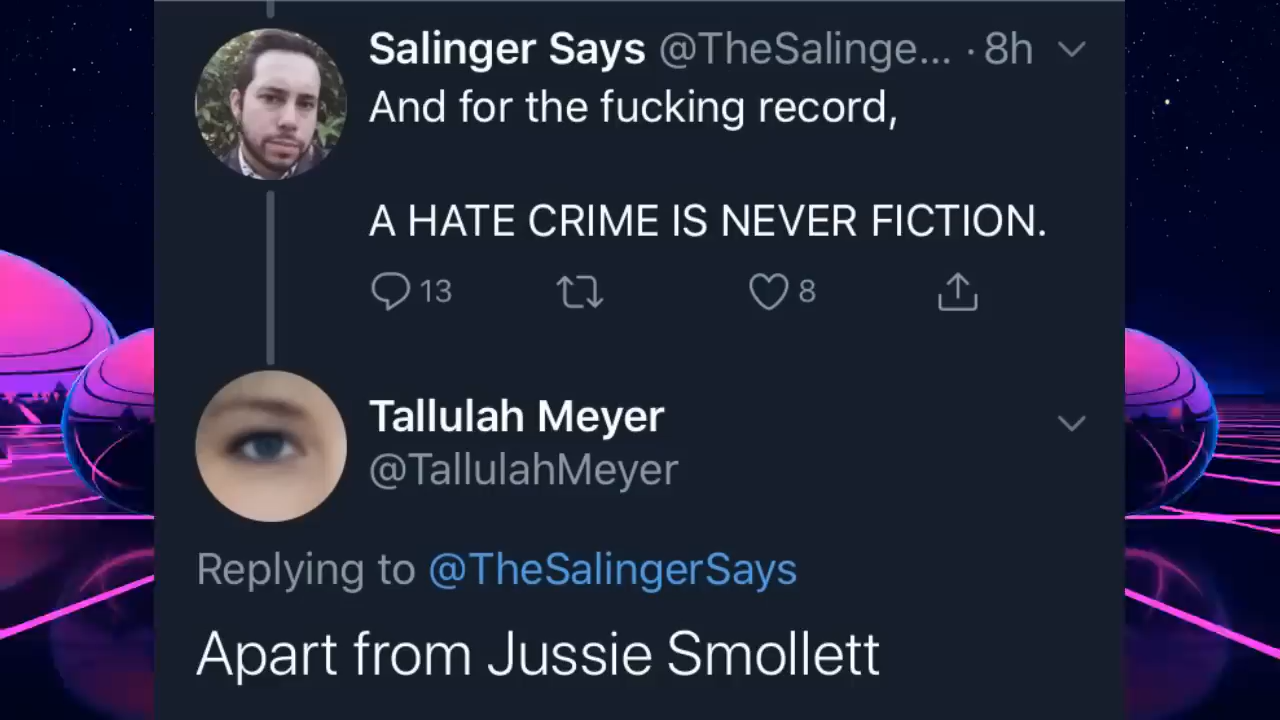 Salinger Says @TheSalinge... · 8h
And for the fucking record,
A HATE CRIME IS NEVER FICTION.
13 8
Tallulah Meyer
@TallulahMeyer
Replying to @TheSalingerSays
Apart from Jussie Smollett